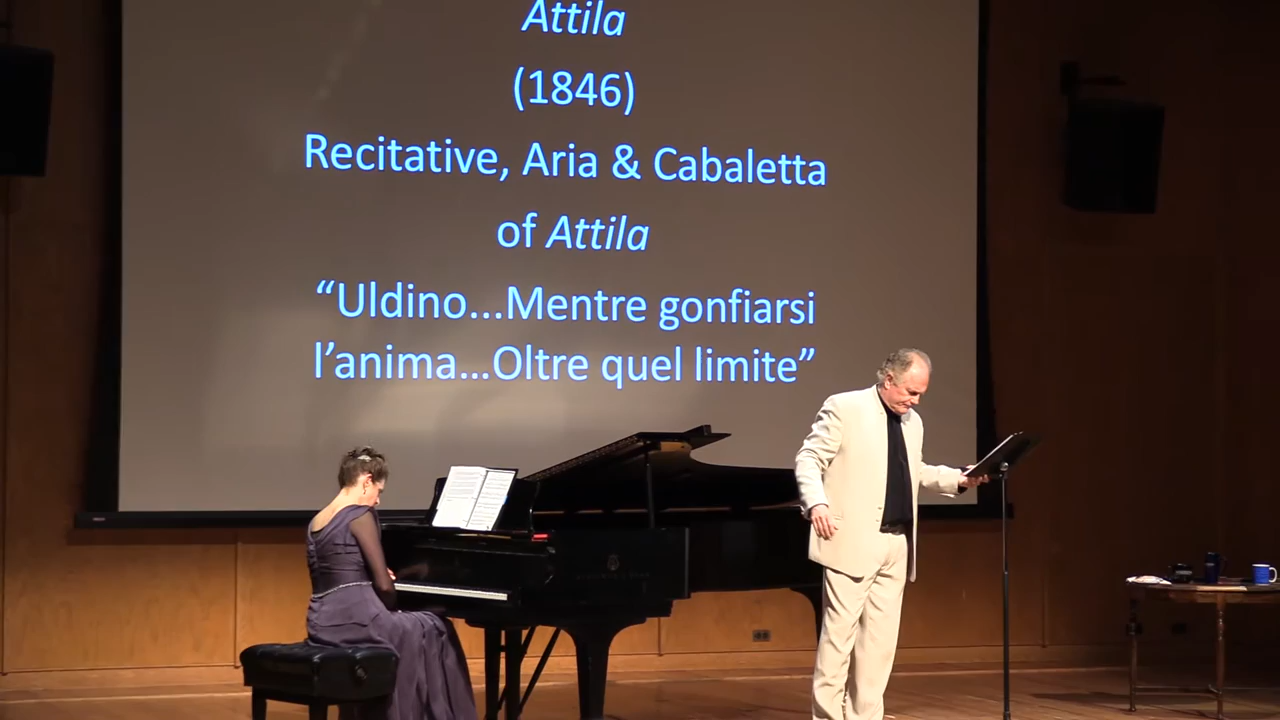 Attila
(1846)
Recitative, Aria & Cabaletta
of Attila
“Uldino...Mentre gonfiarsi
l’anima...Oltre quel limite”